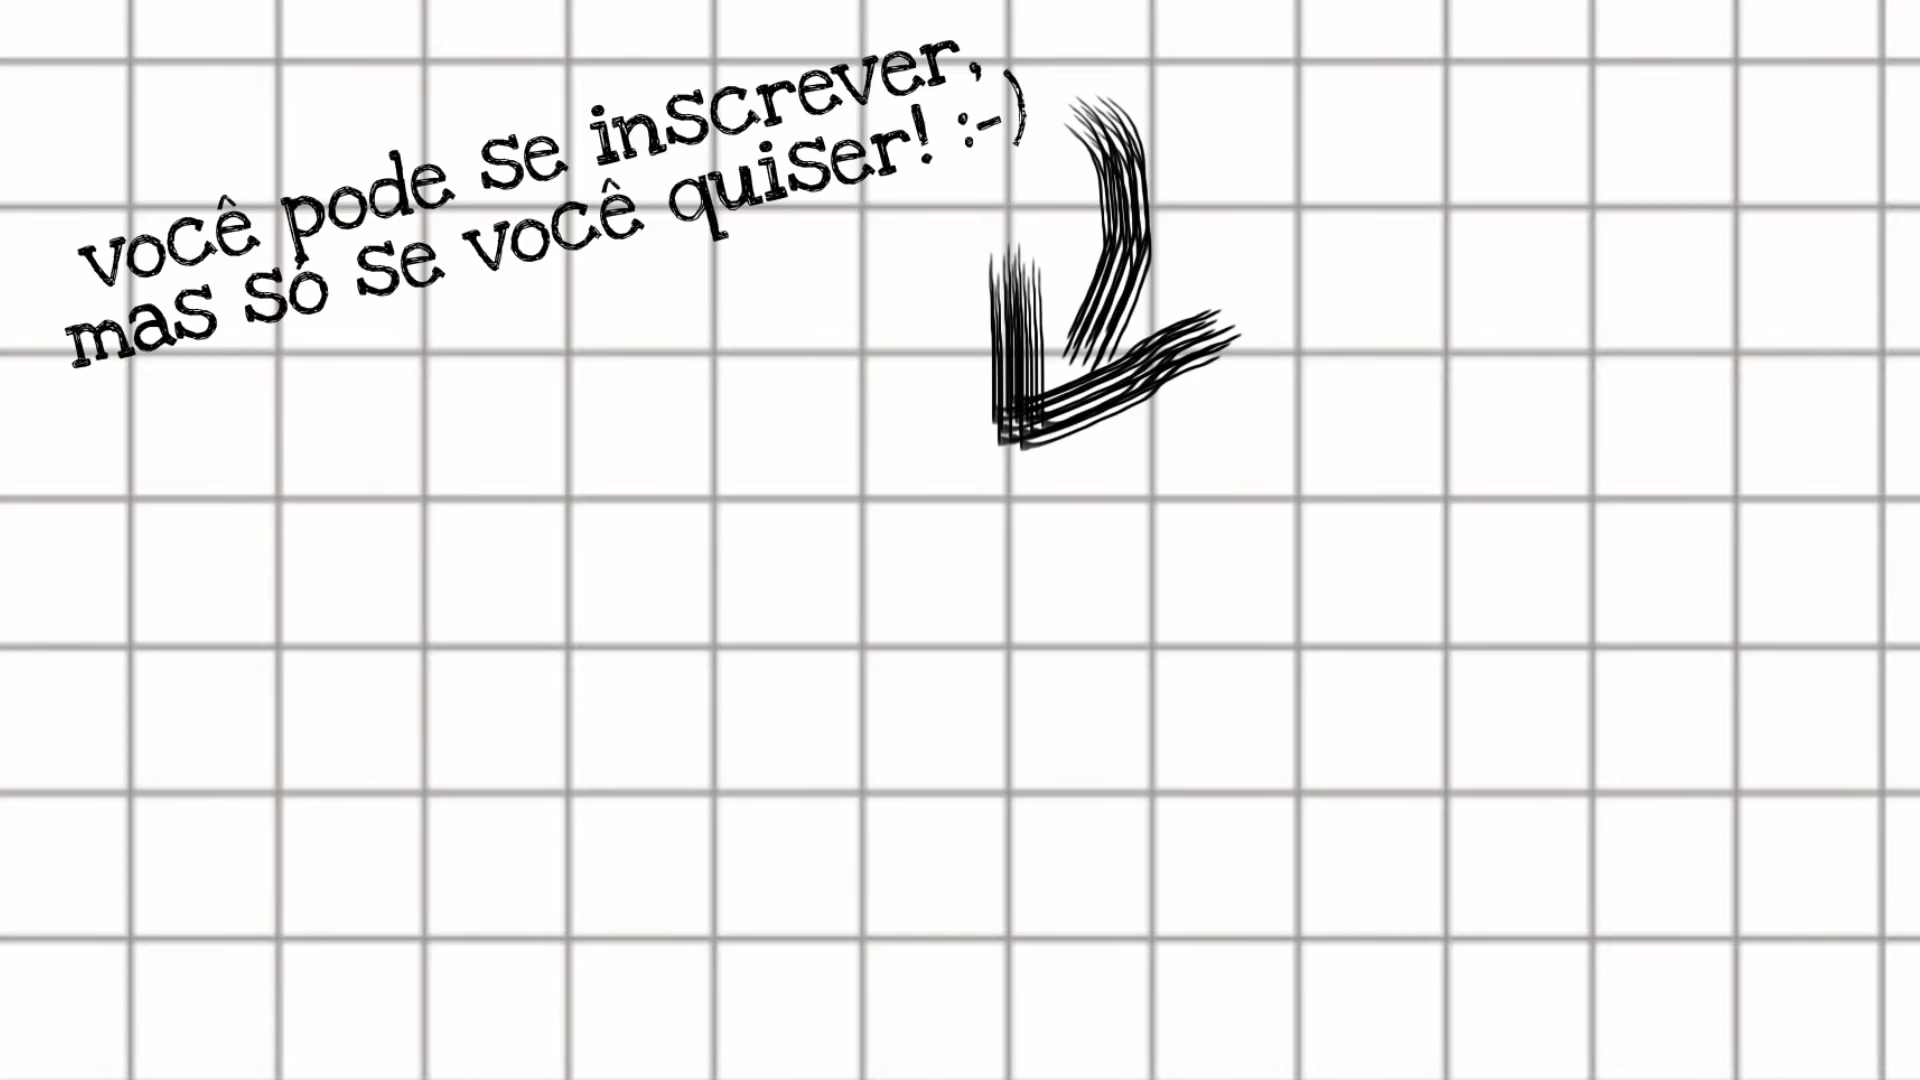 você pode se inscrever,
mas só se você quiser! :-)